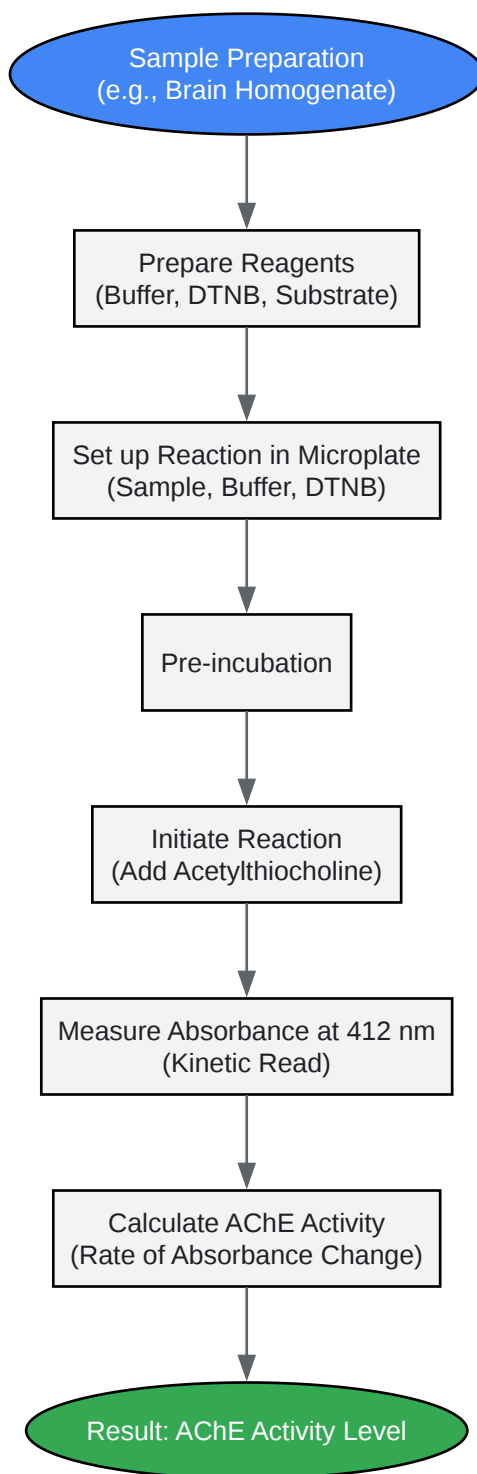 Sample Preparation
(e.g., Brain Homogenate)
Prepare Reagents
(Buffer, DTNB, Substrate)
Set up Reaction in Microplate
(Sample, Buffer, DTNB)
Pre-incubation
Initiate Reaction
(Add Acetylthiocholine)
Measure Absorbance at 412 nm
(Kinetic Read)
Calculate AChE Activity
(Rate of Absorbance Change)
Result: AChE Activity Level